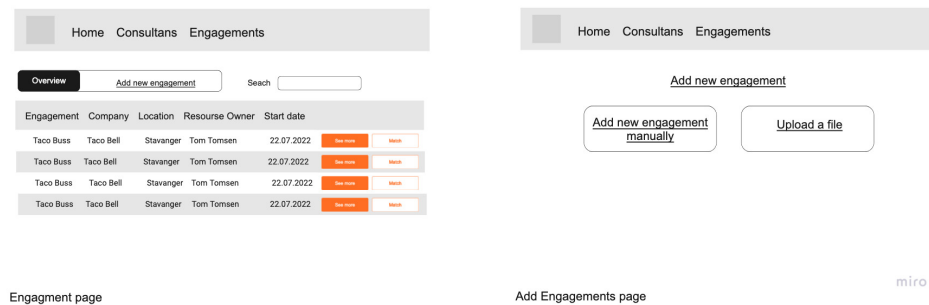 Home Consultans Engagements
Overview Add new engagement Seach
Engagement Company Location Resourse Owner Start date
Taco Buss Taco Bell Stavanger Tom Tomsen 22.07.2022 See more Match
Taco Buss Taco Bell Stavanger Tom Tomsen 22.07.2022 See more Match
Taco Buss Taco Bell Stavanger Tom Tomsen 22.07.2022 See more Match
Taco Buss Taco Bell Stavanger Tom Tomsen 22.07.2022 See more Match
Engagment page
Home Consultans Engagements
Add new engagement
Add new engagement
manually
Upload a file
Add Engagements page
miro